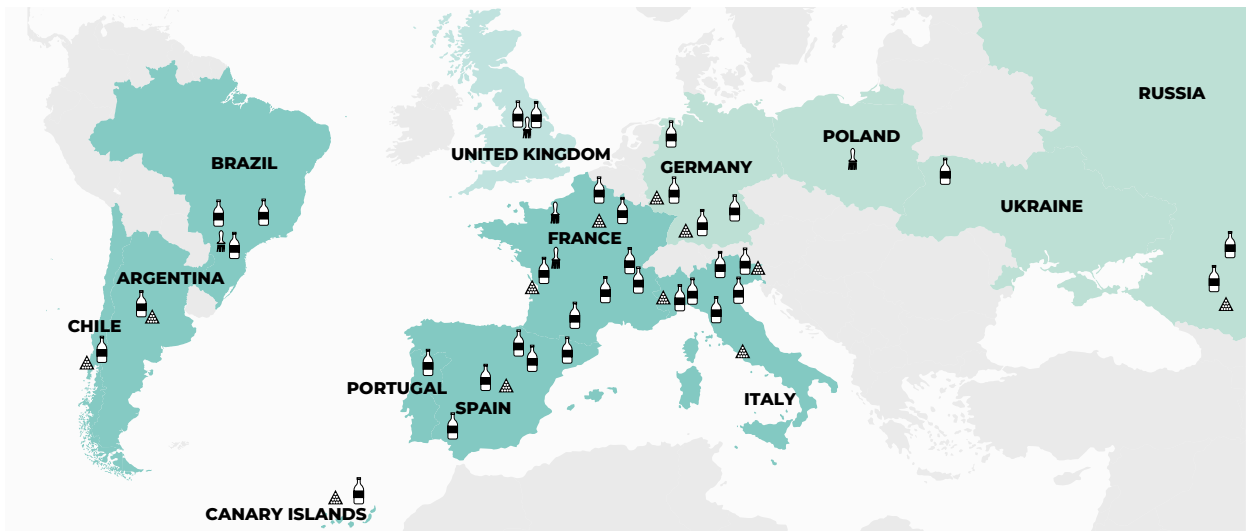 RUSSIA
POLAND
BRAZIL
UNITED KINGDOM
GERMANY
UKRAINE
FRANCE
ARGENTINA
CHILE
PORTUGAL
SPAIN
ITALY
CANARY ISLANDS